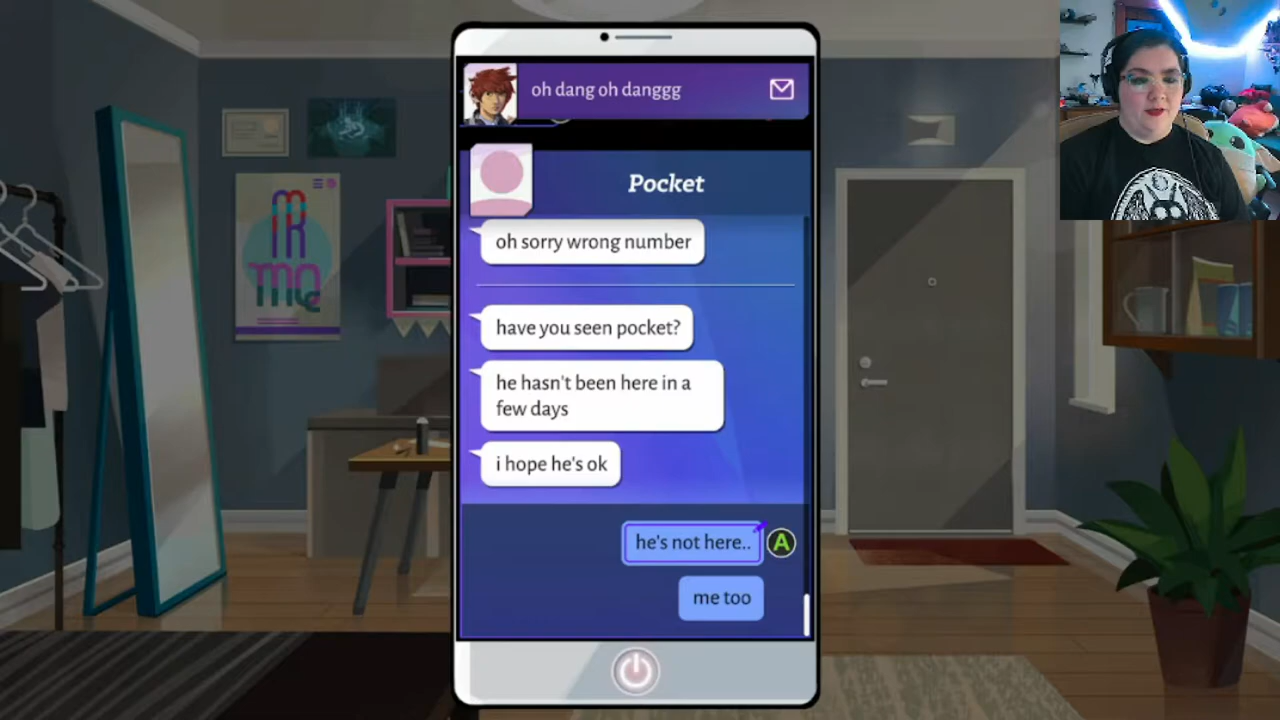 oh dang oh danggg
Pocket
oh sorry wrong number
have you seen pocket?
he hasn't been here in a
few days
i hope he's ok
he's not here..
A
me too